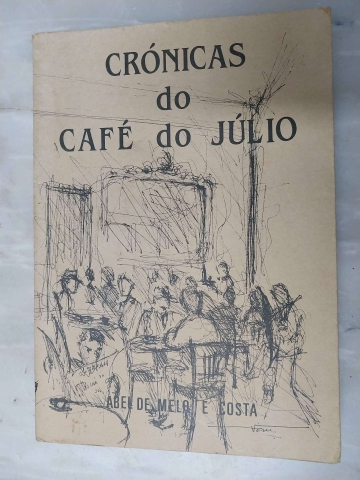 CRÓNICAS
do
CAFÉ do JÚLIO
ABEL DE MELO E COSTA